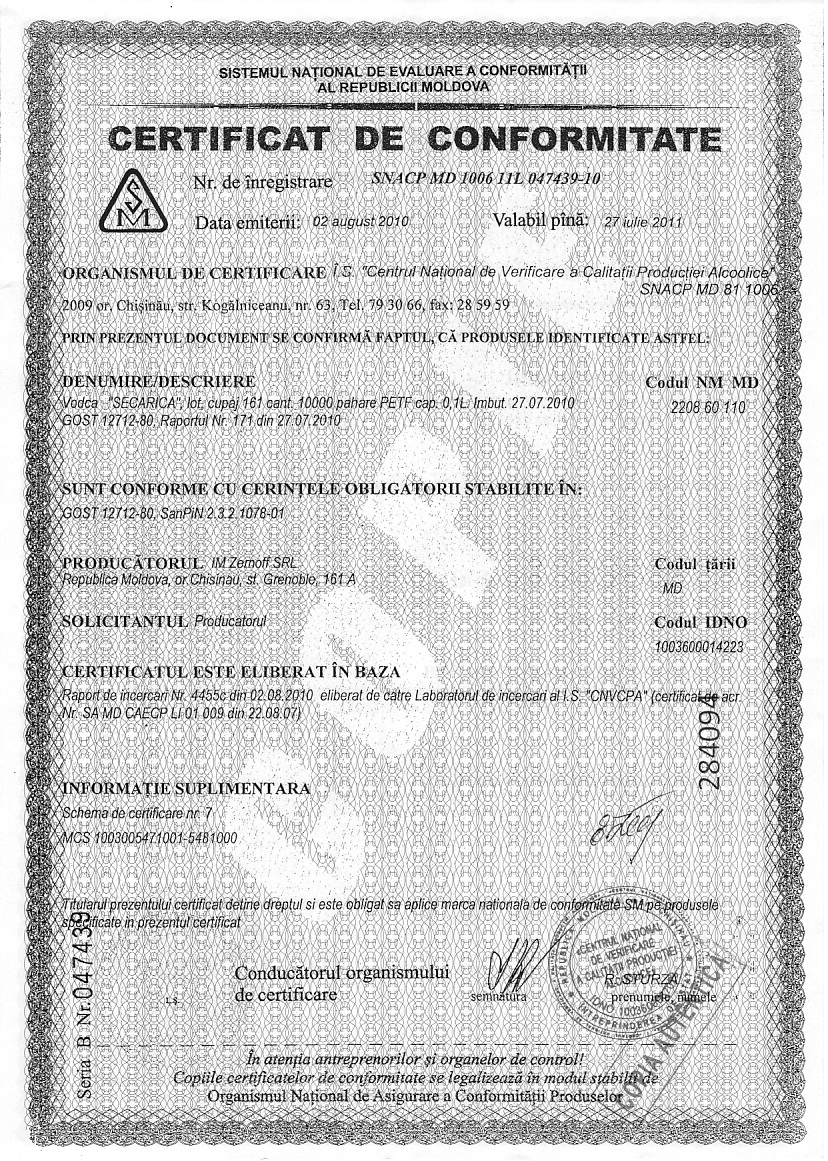 SISTEMUL NAȚIONAL DE EVALUARE A CONFORMITĂȚII
AL REPUBLICII MOLDOVA
CERTIFICAT DE CONFORMITATE
SM
Nr. de înregistrare SNACP MD 1006 11L 047439-10
Data emiterii: 02 august 2010 Valabil pînă: 27 iulie 2011
ORGANISMUL DE CERTIFICARE Î.S. "Centrul Național de Verificare a Calitații Producției Alcoolice"
SNACP MD 81 1006
2009 or, Chișinău, str. Kogălniceanu, nr. 63, Tel. 79 30 66, fax: 28 59 59
PRIN PREZENTUL DOCUMENT SE CONFIRMĂ FAPTUL, CĂ PRODUSELE IDENTIFICATE ASTFEL:
DENUMIRE/DESCRIERE Codul NM MD
Vodca - "SECARICA", lot, cupaj 161 cant. 10000 pahare PETF cap. 0,1L. Imbut. 27.07.2010
2208 60 110
GOST 12712-80, Raportul Nr. 171 din 27.07.2010
SUNT CONFORME CU CERINȚELE OBLIGATORII STABILITE ÎN:
GOST 12712-80, SanPiN 2.3.2.1078-01
PRODUCĂTORUL IM Zernoff SRL Codul țării
Republica Moldova, or.Chisinau, st. Grenoble, 161 A
MD
SOLICITANTUL Producatorul Codul IDNO
1003600014223
CERTIFICATUL ESTE ELIBERAT ÎN BAZA
Raport de incercari Nr. 4455c din 02.08.2010 eliberat de catre Laboratorul de incercari al I.S. "CNVCPA" (certificat de acr.
Nr. SA MD CAECP LI 01 009 din 22.08.07)
284094
INFORMAȚIE SUPLIMENTARA
Schema de certificare nr. 7
MCS 1003005471001-5481000
Titularul prezentului certificat detine dreptul si este obligat sa aplice marca nationala de conformitate SM pe produsele
specificate in prezentul certificat
Seria B Nr. 047439
Conducătorul organismului
de certificare
L.Ș.
semnătura
R. STURZA
prenumele, numele
«CENTRUL NAȚIONAL
DE VERIFICARE
A CALITĂȚII PRODUCȚIEI
COPIA AUTENTICĂ
COPIE
În atenția antreprenorilor și organelor de control!
Copiile certificatelor de conformitate se legalizează în modul stabilit de
Organismul Național de Asigurare a Conformității Produselor